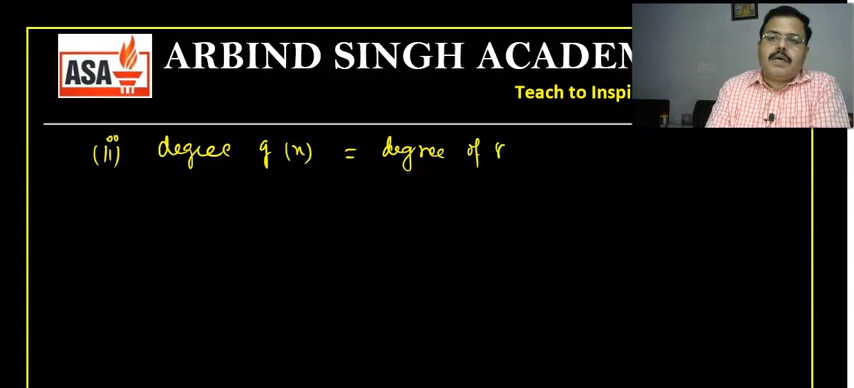 ASA
ARBIND SINGH ACADEM
Teach to Inspi
(ii) degree q (x) = degree of r